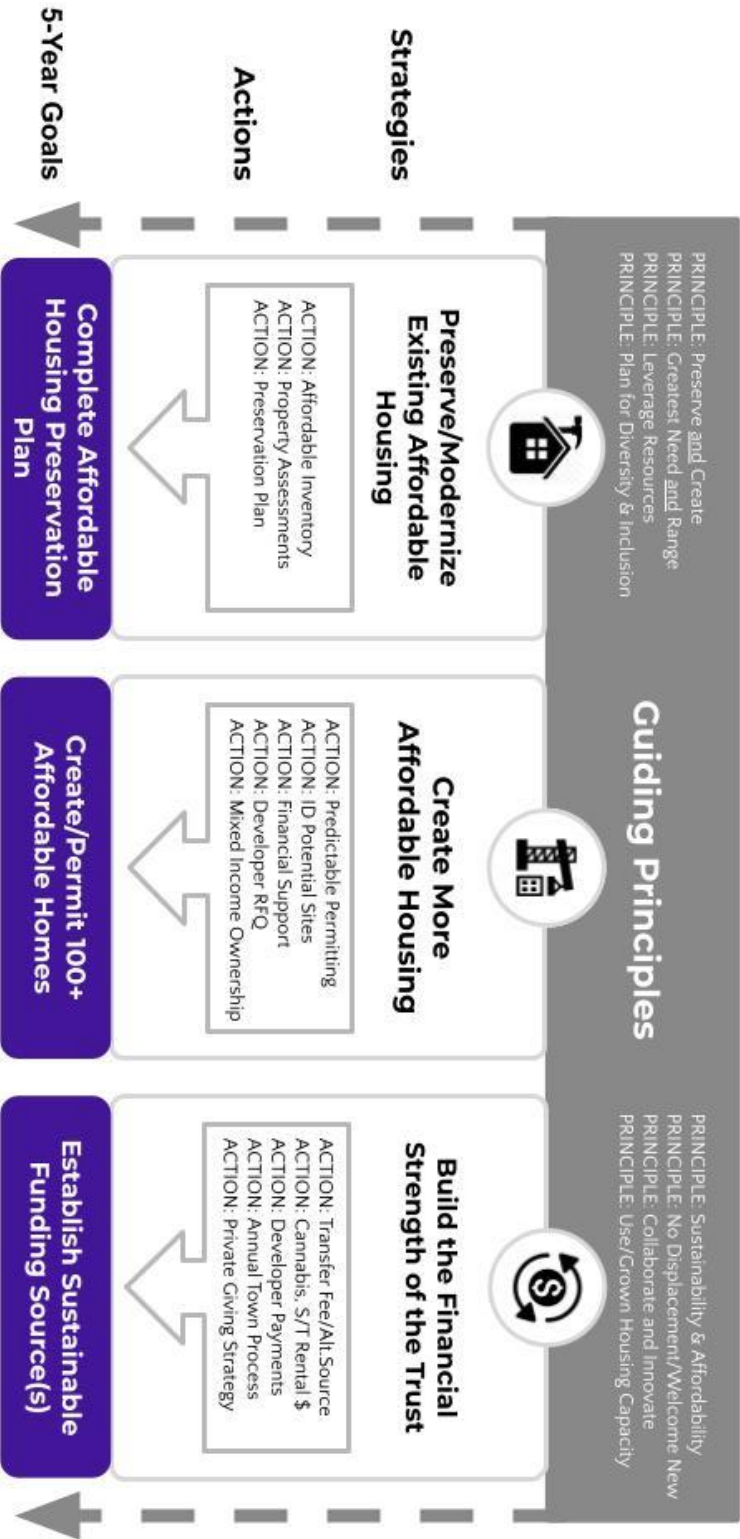 Guiding Principles
PRINCIPLE: Preserve and Create
PRINCIPLE: Greatest Need and Range
PRINCIPLE: Leverage Resources
PRINCIPLE: Plan for Diversity & Inclusion
PRINCIPLE: Sustainability & Affordability
PRINCIPLE: No Displacement/Welcome New
PRINCIPLE: Collaborate and Innovate
PRINCIPLE: Use/Grown Housing Capacity
Strategies
Preserve/Modernize
Existing Affordable
Housing
Create More
Affordable Housing
Build the Financial
Strength of the Trust
$
Actions
ACTION: Affordable Inventory
ACTION: Property Assessments
ACTION: Preservation Plan
ACTION: Predictable Permitting
ACTION: ID Potential Sites
ACTION: Financial Support
ACTION: Developer RFQ
ACTION: Mixed Income Ownership
ACTION: Transfer Fee/Alt.Source
ACTION: Cannabis, S/T Rental $
ACTION: Developer Payments
ACTION: Annual Town Process
ACTION: Private Giving Strategy
5-Year Goals
Complete Affordable
Housing Preservation
Plan
Create/Permit 100+
Affordable Homes
Establish Sustainable
Funding Source(s)